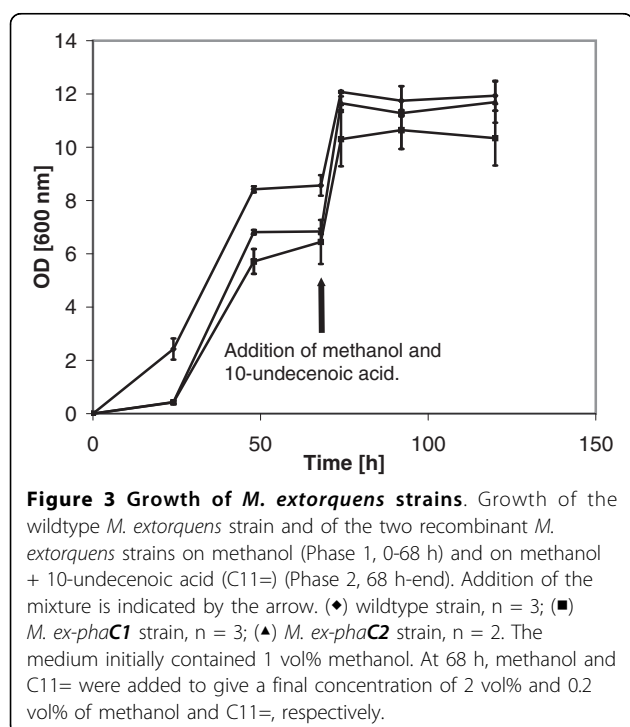 14
12
10
8
6
4
2
0
OD [600 nm]
Addition of methanol and
10-undecenoic acid.
0 50 100 150
Time [h]
Figure 3 Growth of M. extorquens strains. Growth of the
wildtype M. extorquens strain and of the two recombinant M.
extorquens strains on methanol (Phase 1, 0-68 h) and on methanol
+ 10-undecenoic acid (C11=) (Phase 2, 68 h-end). Addition of the
mixture is indicated by the arrow. (◆) wildtype strain, n = 3; (■)
M. ex-phaC1 strain, n = 3; (▲) M. ex-phaC2 strain, n = 2. The
medium initially contained 1 vol% methanol. At 68 h, methanol and
C11= were added to give a final concentration of 2 vol% and 0.2
vol% of methanol and C11=, respectively.